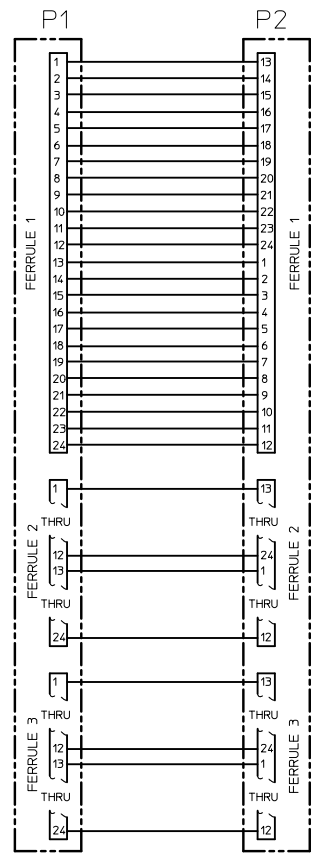 P1 P2
1 13
2 14
3 15
4 16
5 17
6 18
7 19
8 20
9 21
10 22
11 23
12 24
13 1
14 2
15 3
16 4
17 5
18 6
19 7
20 8
21 9
22 10
23 11
24 12
FERRULE 1
FERRULE 1
1 13
THRU THRU
12 24
13 1
THRU THRU
24 12
FERRULE 2
FERRULE 2
1 13
THRU THRU
12 24
13 1
THRU THRU
24 12
FERRULE 3
FERRULE 3